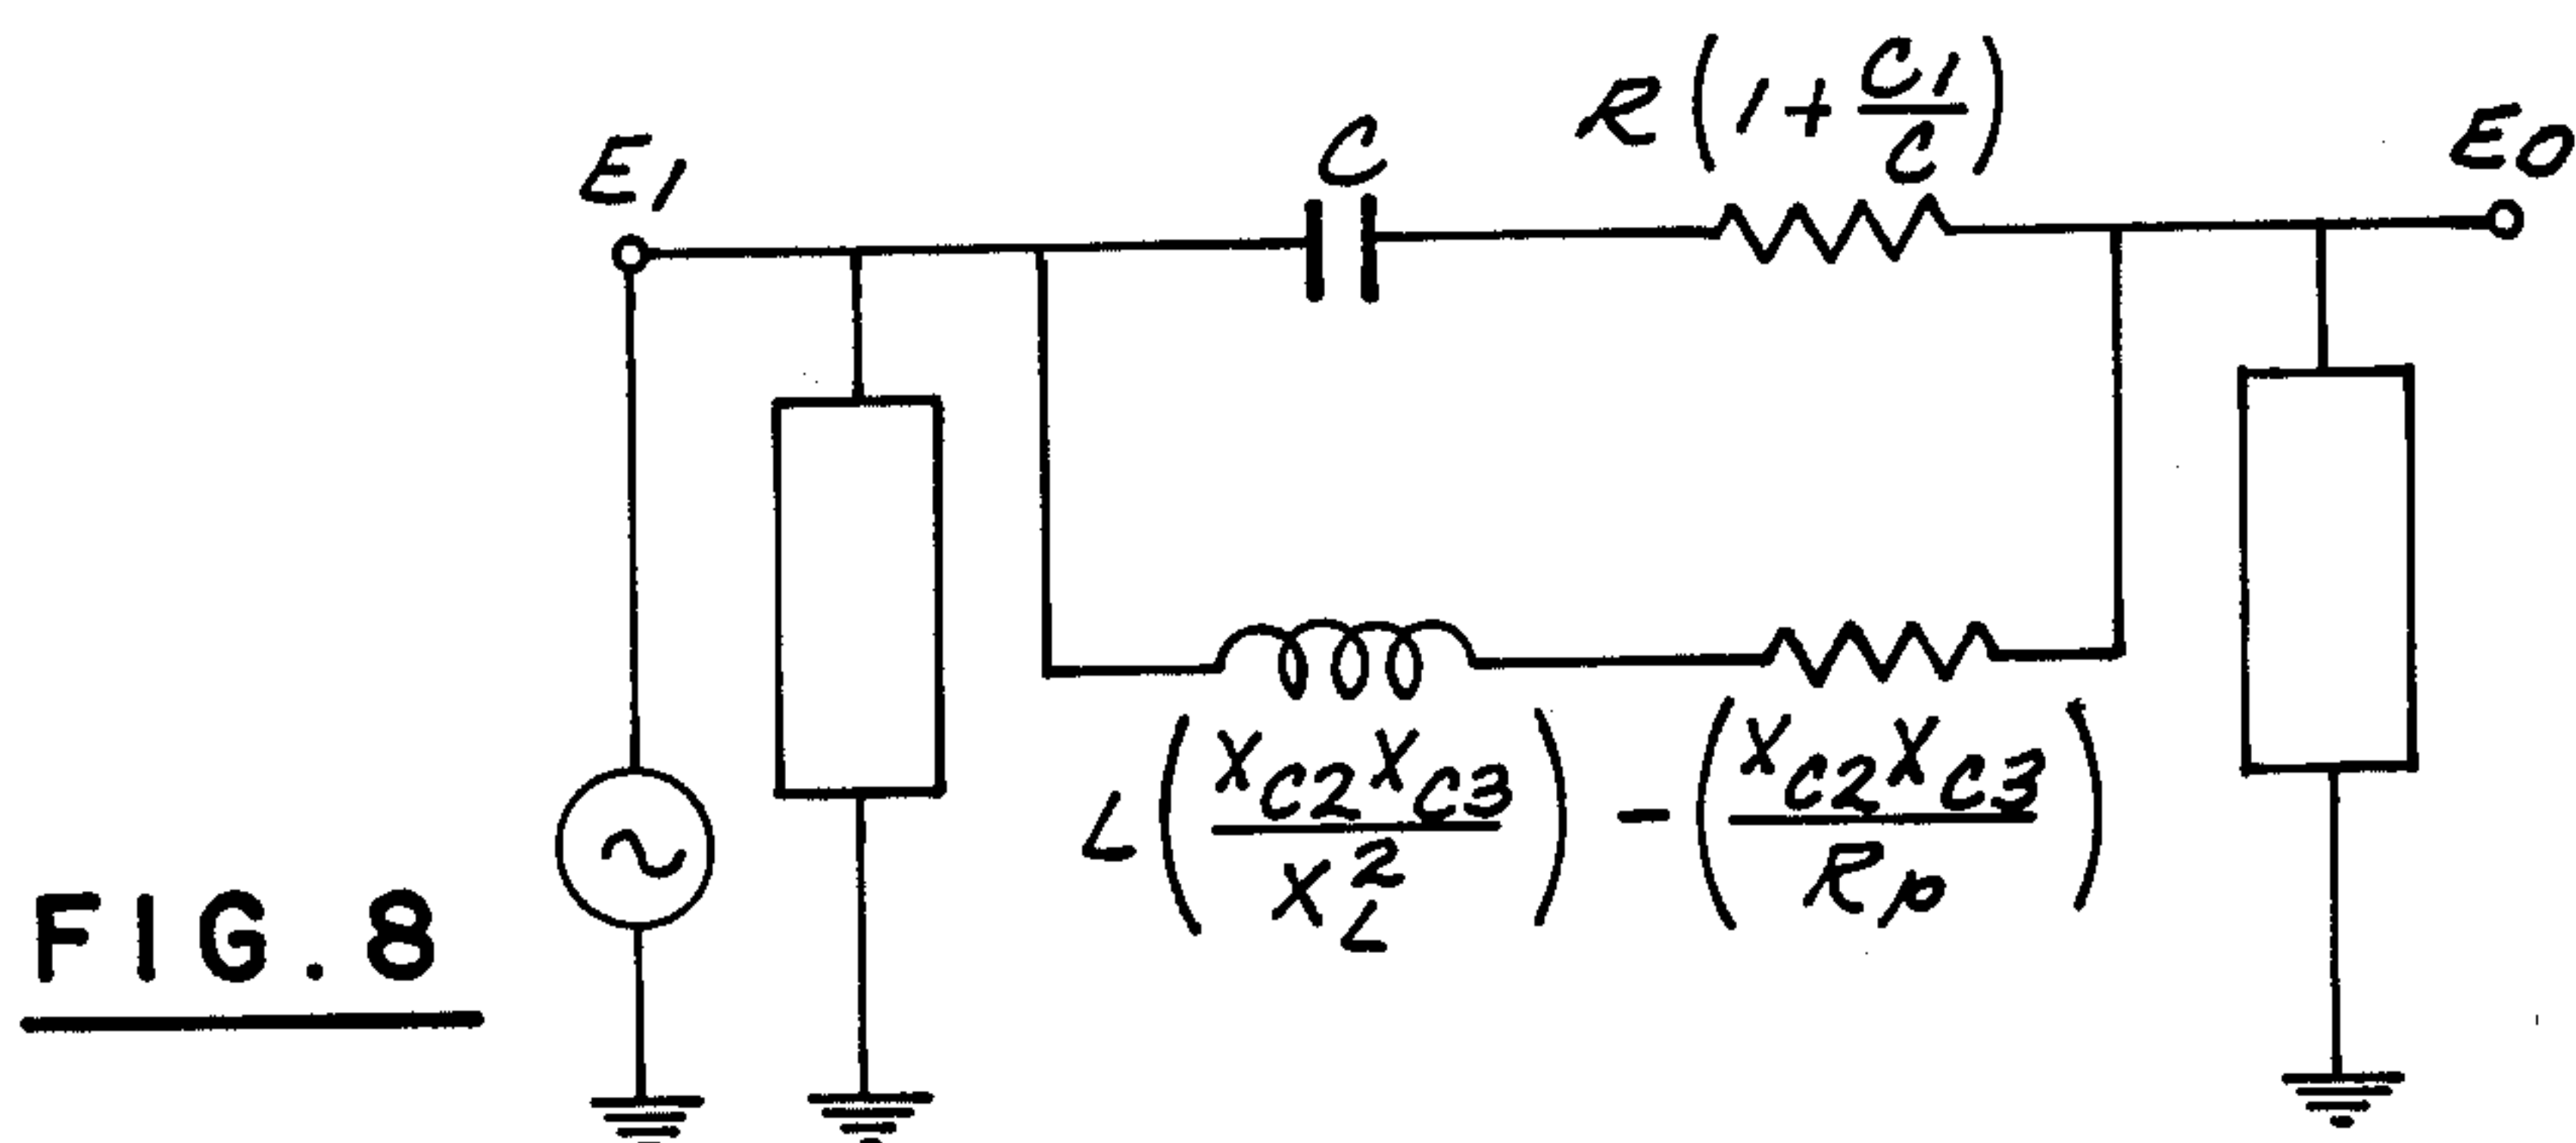 E1
C
R(1+C1/C)
E0
L(XC2XC3/XL²)
-(XC2XC3/Rp)
FIG.8